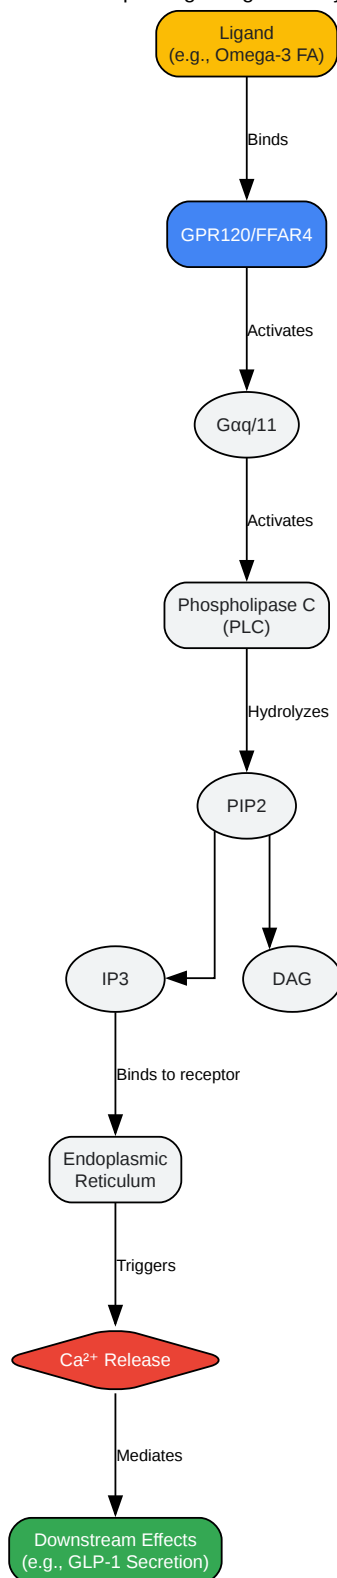 Ligand
(e.g., Omega-3 FA)
Binds
GPR120/FFAR4
Activates
Gαq/11
Activates
Phospholipase C
(PLC)
Hydrolyzes
PIP2
IP3
DAG
Binds to receptor
Endoplasmic
Reticulum
Triggers
Ca²⁺ Release
Mediates
Downstream Effects
(e.g., GLP-1 Secretion)